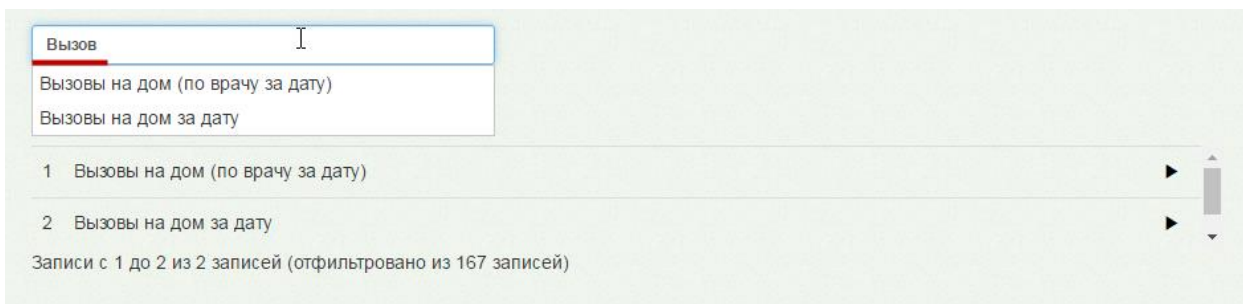 Вызов
Вызовы на дом (по врачу за дату)
Вызовы на дом за дату
1 Вызовы на дом (по врачу за дату)
2 Вызовы на дом за дату
Записи с 1 до 2 из 2 записей (отфильтровано из 167 записей)